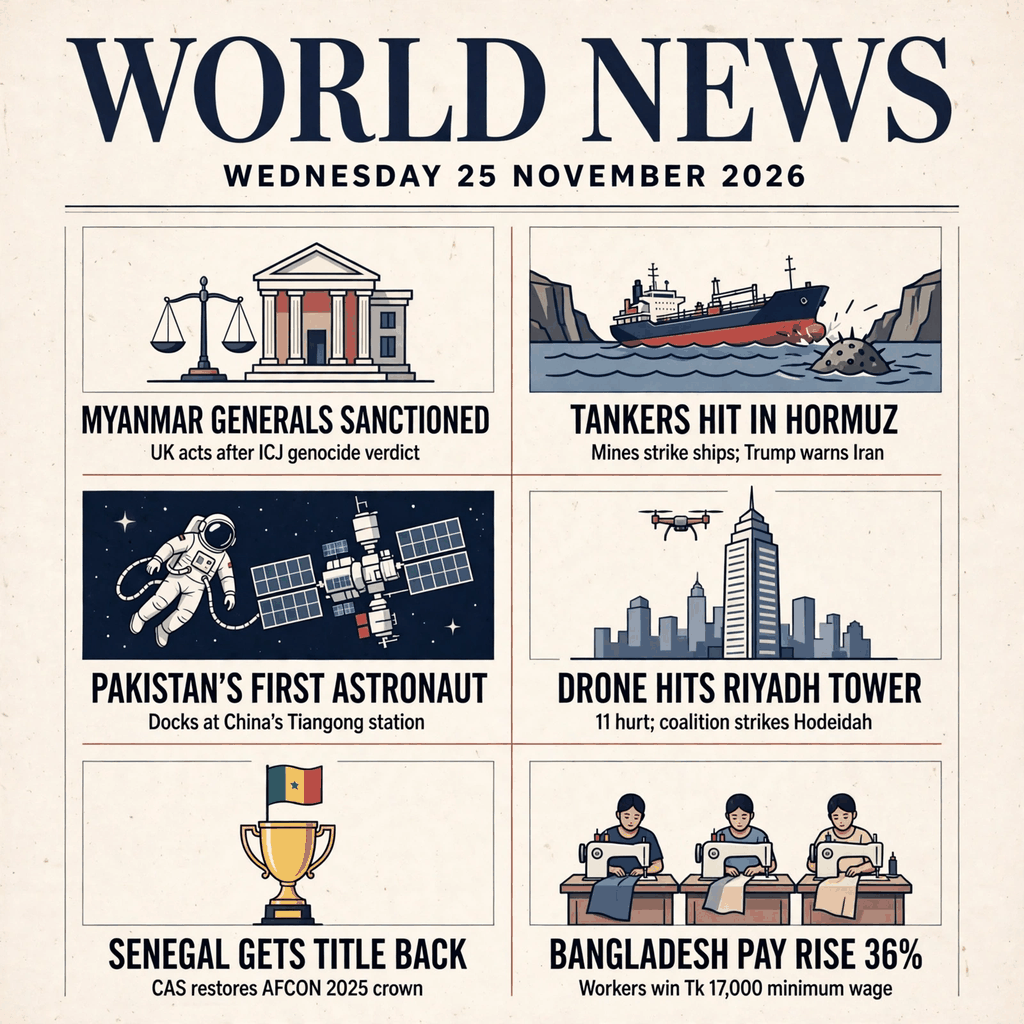 WORLD NEWS
WEDNESDAY 25 NOVEMBER 2026
MYANMAR GENERALS SANCTIONED
UK acts after ICJ genocide verdict
TANKERS HIT IN HORMUZ
Mines strike ships; Trump warns Iran
PAKISTAN'S FIRST ASTRONAUT
Docks at China's Tiangong station
DRONE HITS RIYADH TOWER
11 hurt; coalition strikes Hodeidah
SENEGAL GETS TITLE BACK
CAS restores AFCON 2025 crown
BANGLADESH PAY RISE 36%
Workers win Tk 17,000 minimum wage